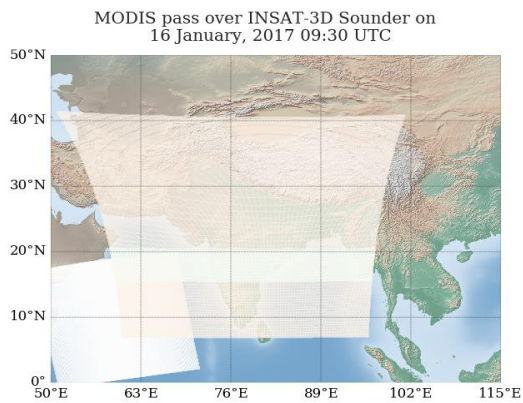 MODIS pass over INSAT-3D Sounder on
16 January, 2017 09:30 UTC
50°N
40°N
30°N
20°N
10°N
0°
50°E 63°E 76°E 89°E 102°E 115°E